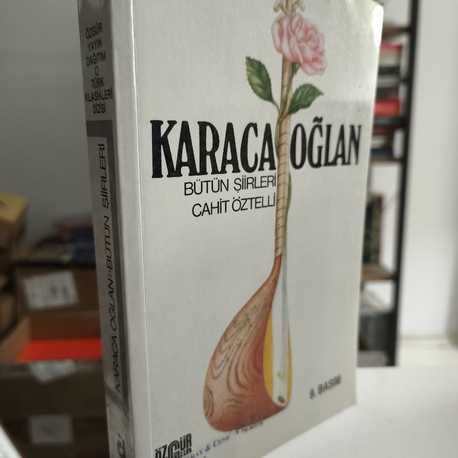 KARACA OĞLAN
BÜTÜN ŞİİRLERİ
CAHİT ÖZTELLİ
9. BASIM
ÖZGÜR
ÖZGÜR
YAYIN
DAĞITIM
TÜRK
KLASİKLERİ
DİZİSİ
KARACA OĞLAN BÜTÜN ŞİİRLERİ